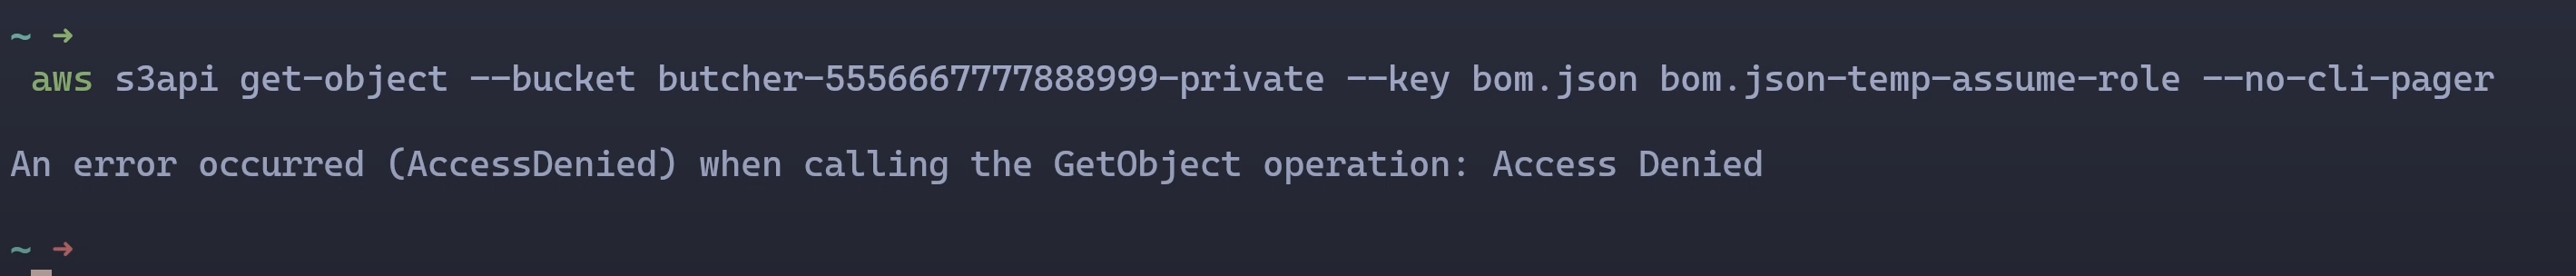 ~ ➜
aws s3api get-object --bucket butcher-5556667777888999-private --key bom.json bom.json-temp-assume-role --no-cli-pager
An error occurred (AccessDenied) when calling the GetObject operation: Access Denied
~ ➜